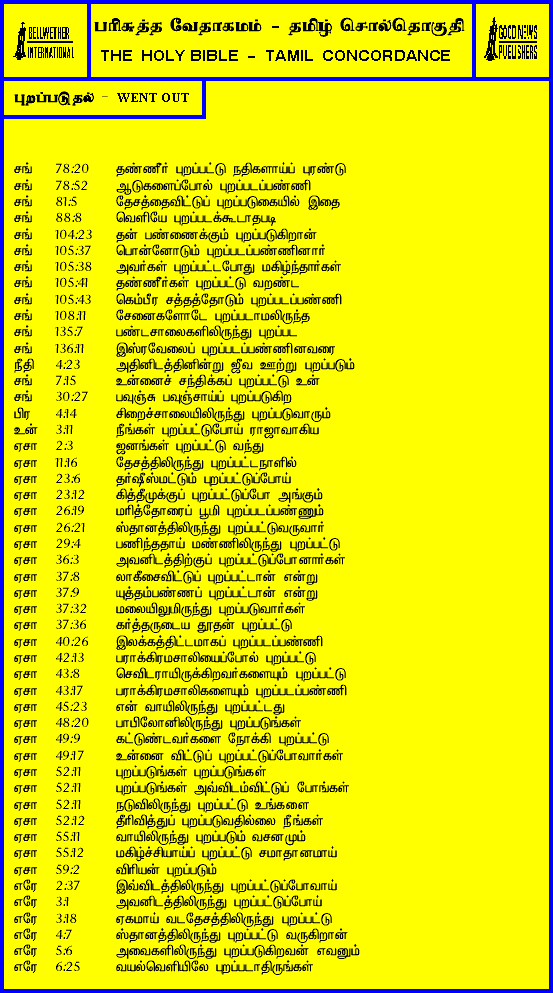 BELLWETHER
INTERNATIONAL
பரிசுத்த வேதாகமம் - தமிழ் சொல்தொகுதி
THE HOLY BIBLE - TAMIL CONCORDANCE
GOOD NEWS
PUBLISHERS
புறப்படுதல் - WENT OUT
சங் 78:20 தண்ணீர் புறப்பட்டு நதிகளாய்ப் புரண்டு
சங் 78:52 ஆடுகளைப்போல் புறப்படப்பண்ணி
சங் 81:5 தேசத்தைவிட்டுப் புறப்படுகையில் இதை
சங் 88:8 வெளியே புறப்படக்கூடாதபடி
சங் 104:23 தன் பண்ணைக்கும் புறப்படுகிறான்
சங் 105:37 பொன்னோடும் புறப்படப்பண்ணினார்
சங் 105:38 அவர்கள் புறப்பட்டபோது மகிழ்ந்தார்கள்
சங் 105:41 தண்ணீர்கள் புறப்பட்டு வறண்ட
சங் 105:43 கெம்பீர சத்தத்தோடும் புறப்படப்பண்ணி
சங் 108:11 சேனைகளோடே புறப்படாமலிருந்த
சங் 135:7 பண்டசாலைகளிலிருந்து புறப்பட
சங் 136:11 இஸ்ரவேலைப் புறப்படப்பண்ணினவரை
நீதி 4:23 அதினிடத்தினின்று ஜீவ ஊற்று புறப்படும்
சங் 7:15 உன்னைச் சந்திக்கப் புறப்பட்டு உன்
சங் 30:27 பவுஞ்சு பவுஞ்சாய்ப் புறப்படுகிற
பிர 4:14 சிறைச்சாலையிலிருந்து புறப்படுவாரும்
உன் 3:11 நீங்கள் புறப்பட்டுபோய் ராஜாவாகிய
ஏசா 2:3 ஜனங்கள் புறப்பட்டு வந்து
ஏசா 11:16 தேசத்திலிருந்து புறப்பட்டநாளில்
ஏசா 23:6 தர்ஷீஸ்மட்டும் புறப்பட்டுப்போய்
ஏசா 23:12 கித்தீமுக்குப் புறப்பட்டுப்போ அங்கும்
ஏசா 26:19 மரித்தோரைப் பூமி புறப்படப்பண்ணும்
ஏசா 26:21 ஸ்தானத்திலிருந்து புறப்பட்டுவருவார்
ஏசா 29:4 பணிந்ததாய் மண்ணிலிருந்து புறப்பட்டு
ஏசா 36:3 அவனிடத்திற்குப் புறப்பட்டுப்போனார்கள்
ஏசா 37:8 லாகீசைவிட்டுப் புறப்பட்டான் என்று
ஏசா 37:9 யுத்தம்பண்ணப் புறப்பட்டான் என்று
ஏசா 37:32 மலையிலுமிருந்து புறப்படுவார்கள்
ஏசா 37:36 கர்த்தருடைய தூதன் புறப்பட்டு
ஏசா 40:26 இலக்கத்திட்டமாகப் புறப்படப்பண்ணி
ஏசா 42:13 பராக்கிரமசாலியைப்போல் புறப்பட்டு
ஏசா 43:8 செவிடராயிருக்கிறவர்களையும் புறப்பட்டு
ஏசா 43:17 பராக்கிரமசாலிகளையும் புறப்படப்பண்ணி
ஏசா 45:23 என் வாயிலிருந்து புறப்பட்டது
ஏசா 48:20 பாபிலோனிலிருந்து புறப்படுங்கள்
ஏசா 49:9 கட்டுண்டவர்களை நோக்கி புறப்பட்டு
ஏசா 49:17 உன்னை விட்டுப் புறப்பட்டுப்போவார்கள்
ஏசா 52:11 புறப்படுங்கள் புறப்படுங்கள்
ஏசா 52:11 புறப்படுங்கள் அவ்விடம்விட்டுப் போங்கள்
ஏசா 52:11 நடுவிலிருந்து புறப்பட்டு உங்களை
ஏசா 52:12 தீரிவித்துப் புறப்படுவதில்லை நீங்கள்
ஏசா 55:11 வாயிலிருந்து புறப்படும் வசனமும்
ஏசா 55:12 மகிழ்ச்சியாய்ப் புறப்பட்டு சமாதானமாய்
ஏசா 59:2 விரியன் புறப்படும்
எரே 2:37 இவ்விடத்திலிருந்து புறப்பட்டுப்போவாய்
எரே 3:1 அவனிடத்திலிருந்து புறப்பட்டுப்போய்
எரே 3:18 ஏகமாய் வடதேசத்திலிருந்து புறப்பட்டு
எரே 4:7 ஸ்தானத்திலிருந்து புறப்பட்டு வருகிறான்
எரே 5:6 அவைகளிலிருந்து புறப்படுகிறவன் எவனும்
எரே 6:25 வயல்வெளியிலே புறப்படாதிருங்கள்